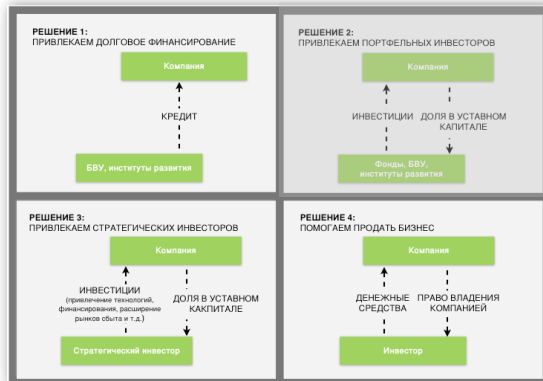 РЕШЕНИЕ 1:
ПРИВЛЕКАЕМ ДОЛГОВОЕ ФИНАНСИРОВАНИЕ
Компания
КРЕДИТ
БВУ, институты развития
РЕШЕНИЕ 2:
ПРИВЛЕКАЕМ ПОРТФЕЛЬНЫХ ИНВЕСТОРОВ
Компания
ИНВЕСТИЦИИ
ДОЛЯ В УСТАВНОМ
КАПИТАЛЕ
Фонды, БВУ,
институты развития
РЕШЕНИЕ 3:
ПРИВЛЕКАЕМ СТРАТЕГИЧЕСКИХ ИНВЕСТОРОВ
Компания
ИНВЕСТИЦИИ
(привлечение технологий,
финансирования, расширение
рынков сбыта и т.д.)
ДОЛЯ В УСТАВНОМ
КАКПИТАЛЕ
Стратегический инвестор
РЕШЕНИЕ 4:
ПОМОГАЕМ ПРОДАТЬ БИЗНЕС
Компания
ДЕНЕЖНЫЕ
СРЕДСТВА
ПРАВО ВЛАДЕНИЯ
КОМПАНИЕЙ
Инвестор